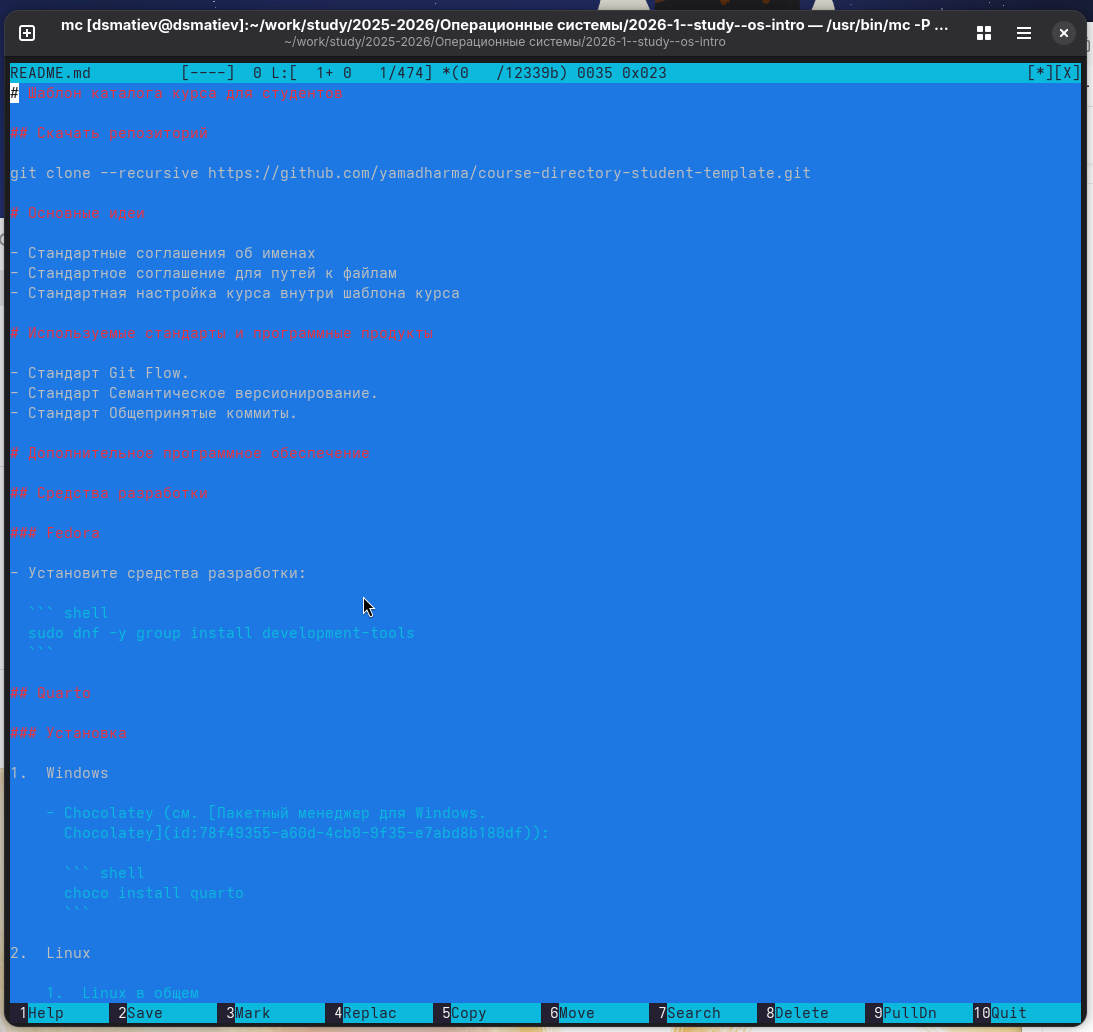 mc [dsmatiev@dsmatiev]:~/work/study/2025-2026/Операционные системы/2026-1--study--os-intro — /usr/bin/mc -P ...
~/work/study/2025-2026/Операционные системы/2026-1--study--os-intro
README.md [----] 0 L:[ 1+ 0 1/474] *(0 /12339b) 0035 0x023 [*][X]
# Шаблон каталога курса для студентов
## Скачать репозиторий
git clone --recursive https://github.com/yamadharma/course-directory-student-template.git
# Основные идеи
- Стандартные соглашения об именах
- Стандартное соглашение для путей к файлам
- Стандартная настройка курса внутри шаблона курса
# Используемые стандарты и программные продукты
- Стандарт Git Flow.
- Стандарт Семантическое версионирование.
- Стандарт Общепринятые коммиты.
# Дополнительное программное обеспечение
## Средства разработки
### Fedora
- Установите средства разработки:
``` shell
sudo dnf -y group install development-tools
```
## Quarto
### Установка
1. Windows
- Chocolatey (см. [Пакетный менеджер для Windows.
Chocolatey](id:78f49355-a60d-4cb0-9f35-e7abd8b180df)):
``` shell
choco install quarto
```
2. Linux
1. Linux в общем
1Help 2Save 3Mark 4Replac 5Copy 6Move 7Search 8Delete 9PullDn 10Quit